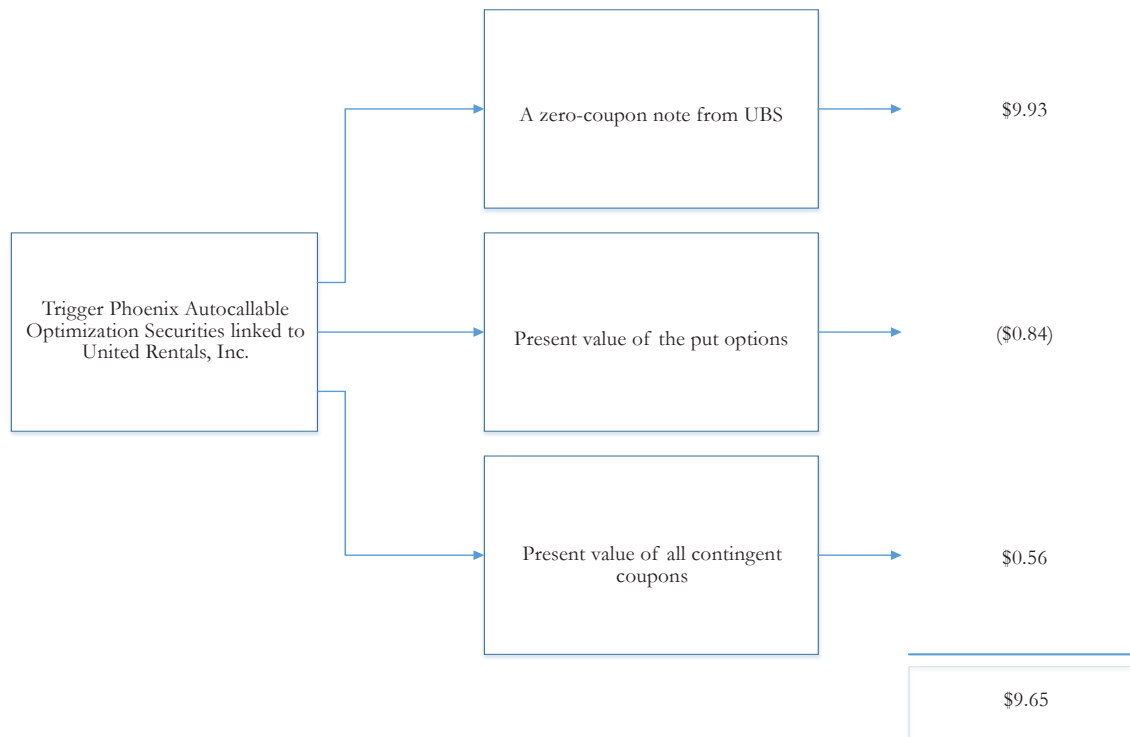 A zero-coupon note from UBS
$9.93
Trigger Phoenix Autocallable
Optimization Securities linked to
United Rentals, Inc.
Present value of the put options
($0.84)
Present value of all contingent
coupons
$0.56
$9.65